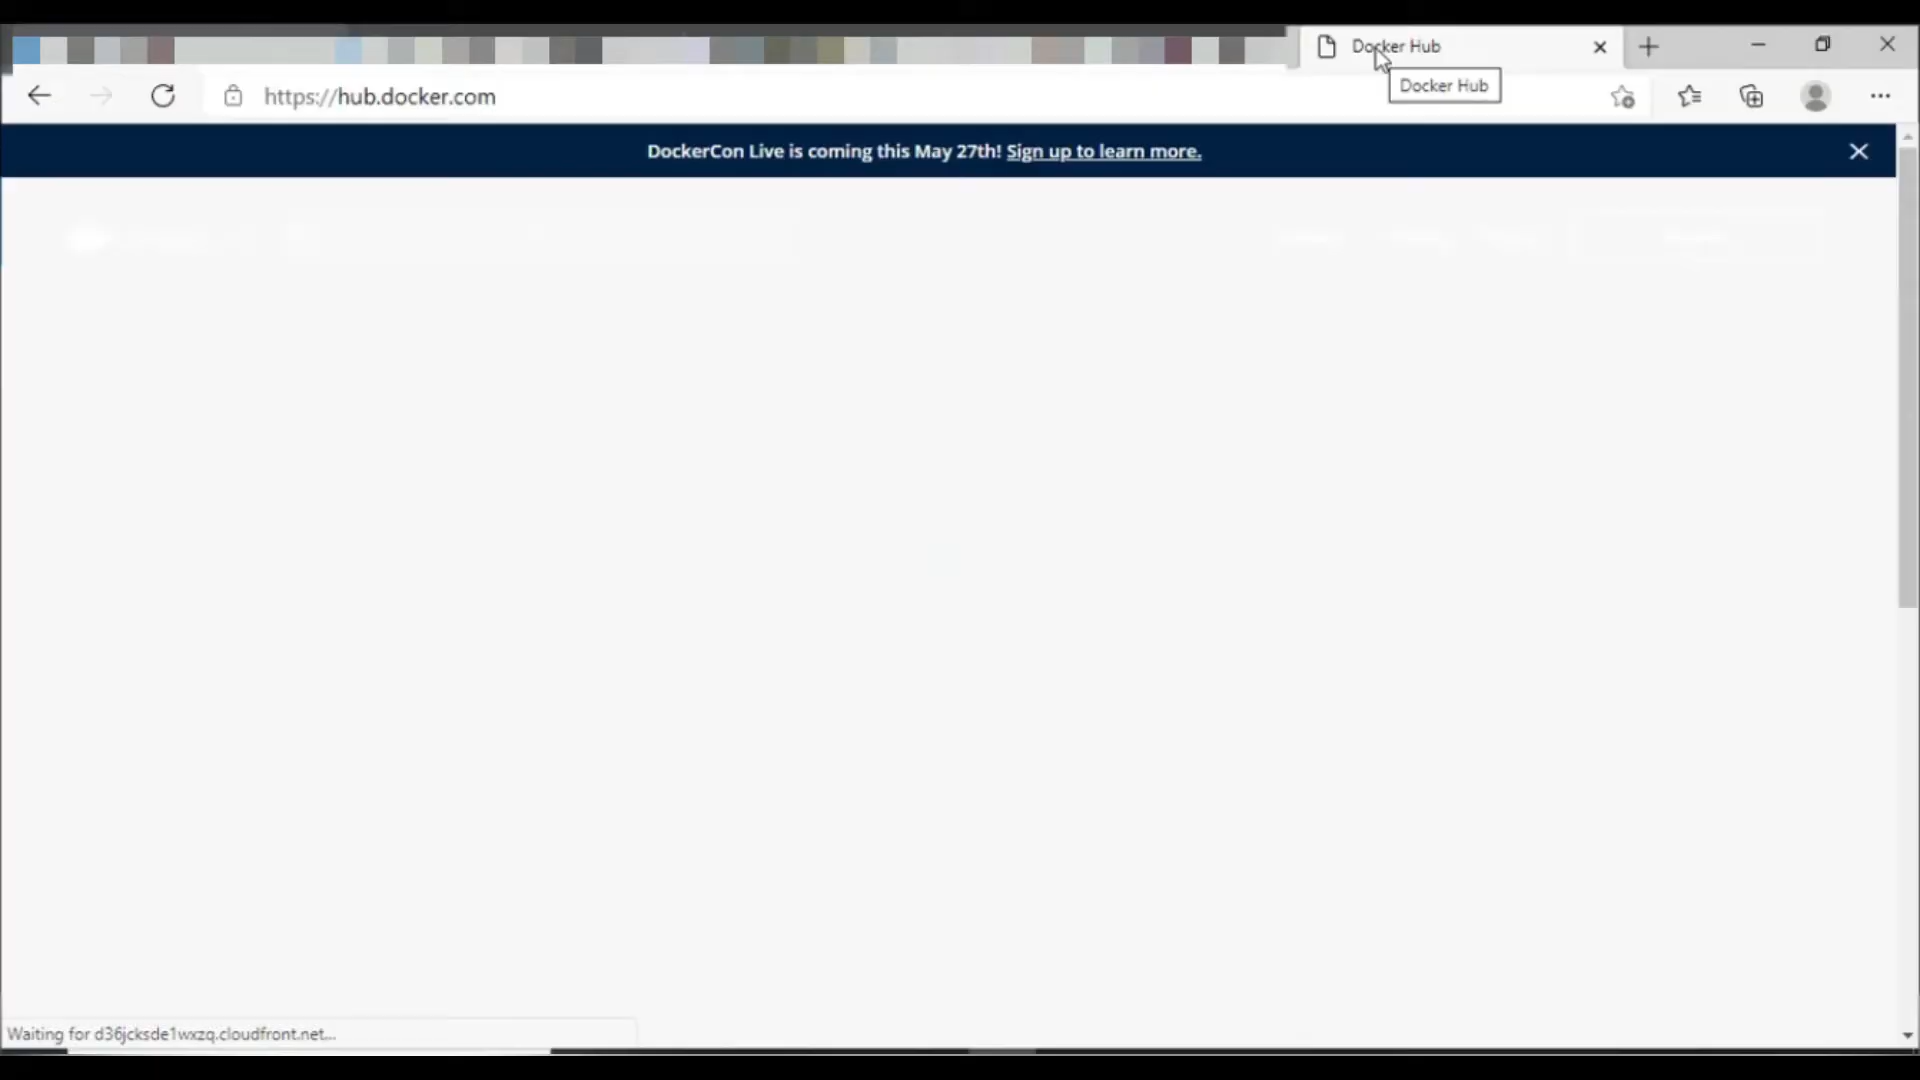 Docker Hub
Docker Hub
https://hub.docker.com
DockerCon Live is coming this May 27th! Sign up to learn more.
Waiting for d36jcksde1wxzq.cloudfront.net...